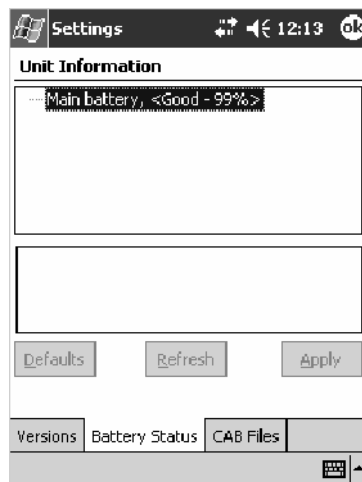 Settings 12:13 ok
Unit Information
Main battery, <Good - 99%>
Defaults Refresh Apply
Versions Battery Status CAB Files